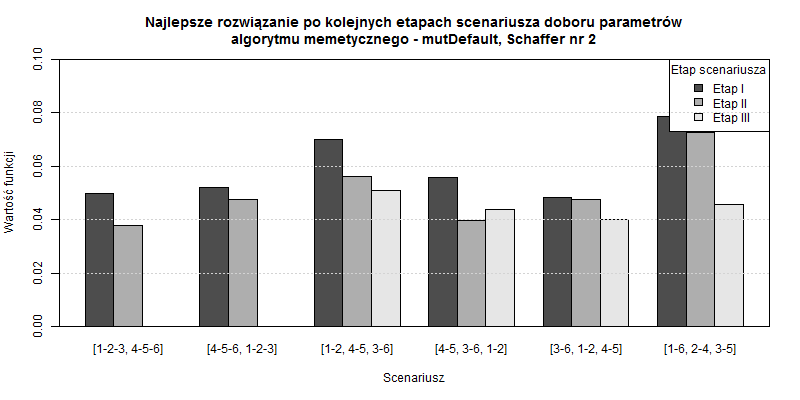 Najlepsze rozwiązanie po kolejnych etapach scenariusza doboru parametrów
algorytmu memetycznego - mutDefault, Schaffer nr 2
Etap scenariusza
Etap I
Etap II
Etap III
Wartość funkcji
0.10
0.08
0.06
0.04
0.02
0.00
[1-2-3, 4-5-6]
[4-5-6, 1-2-3]
[1-2, 4-5, 3-6]
[4-5, 3-6, 1-2]
[3-6, 1-2, 4-5]
[1-6, 2-4, 3-5]
Scenariusz